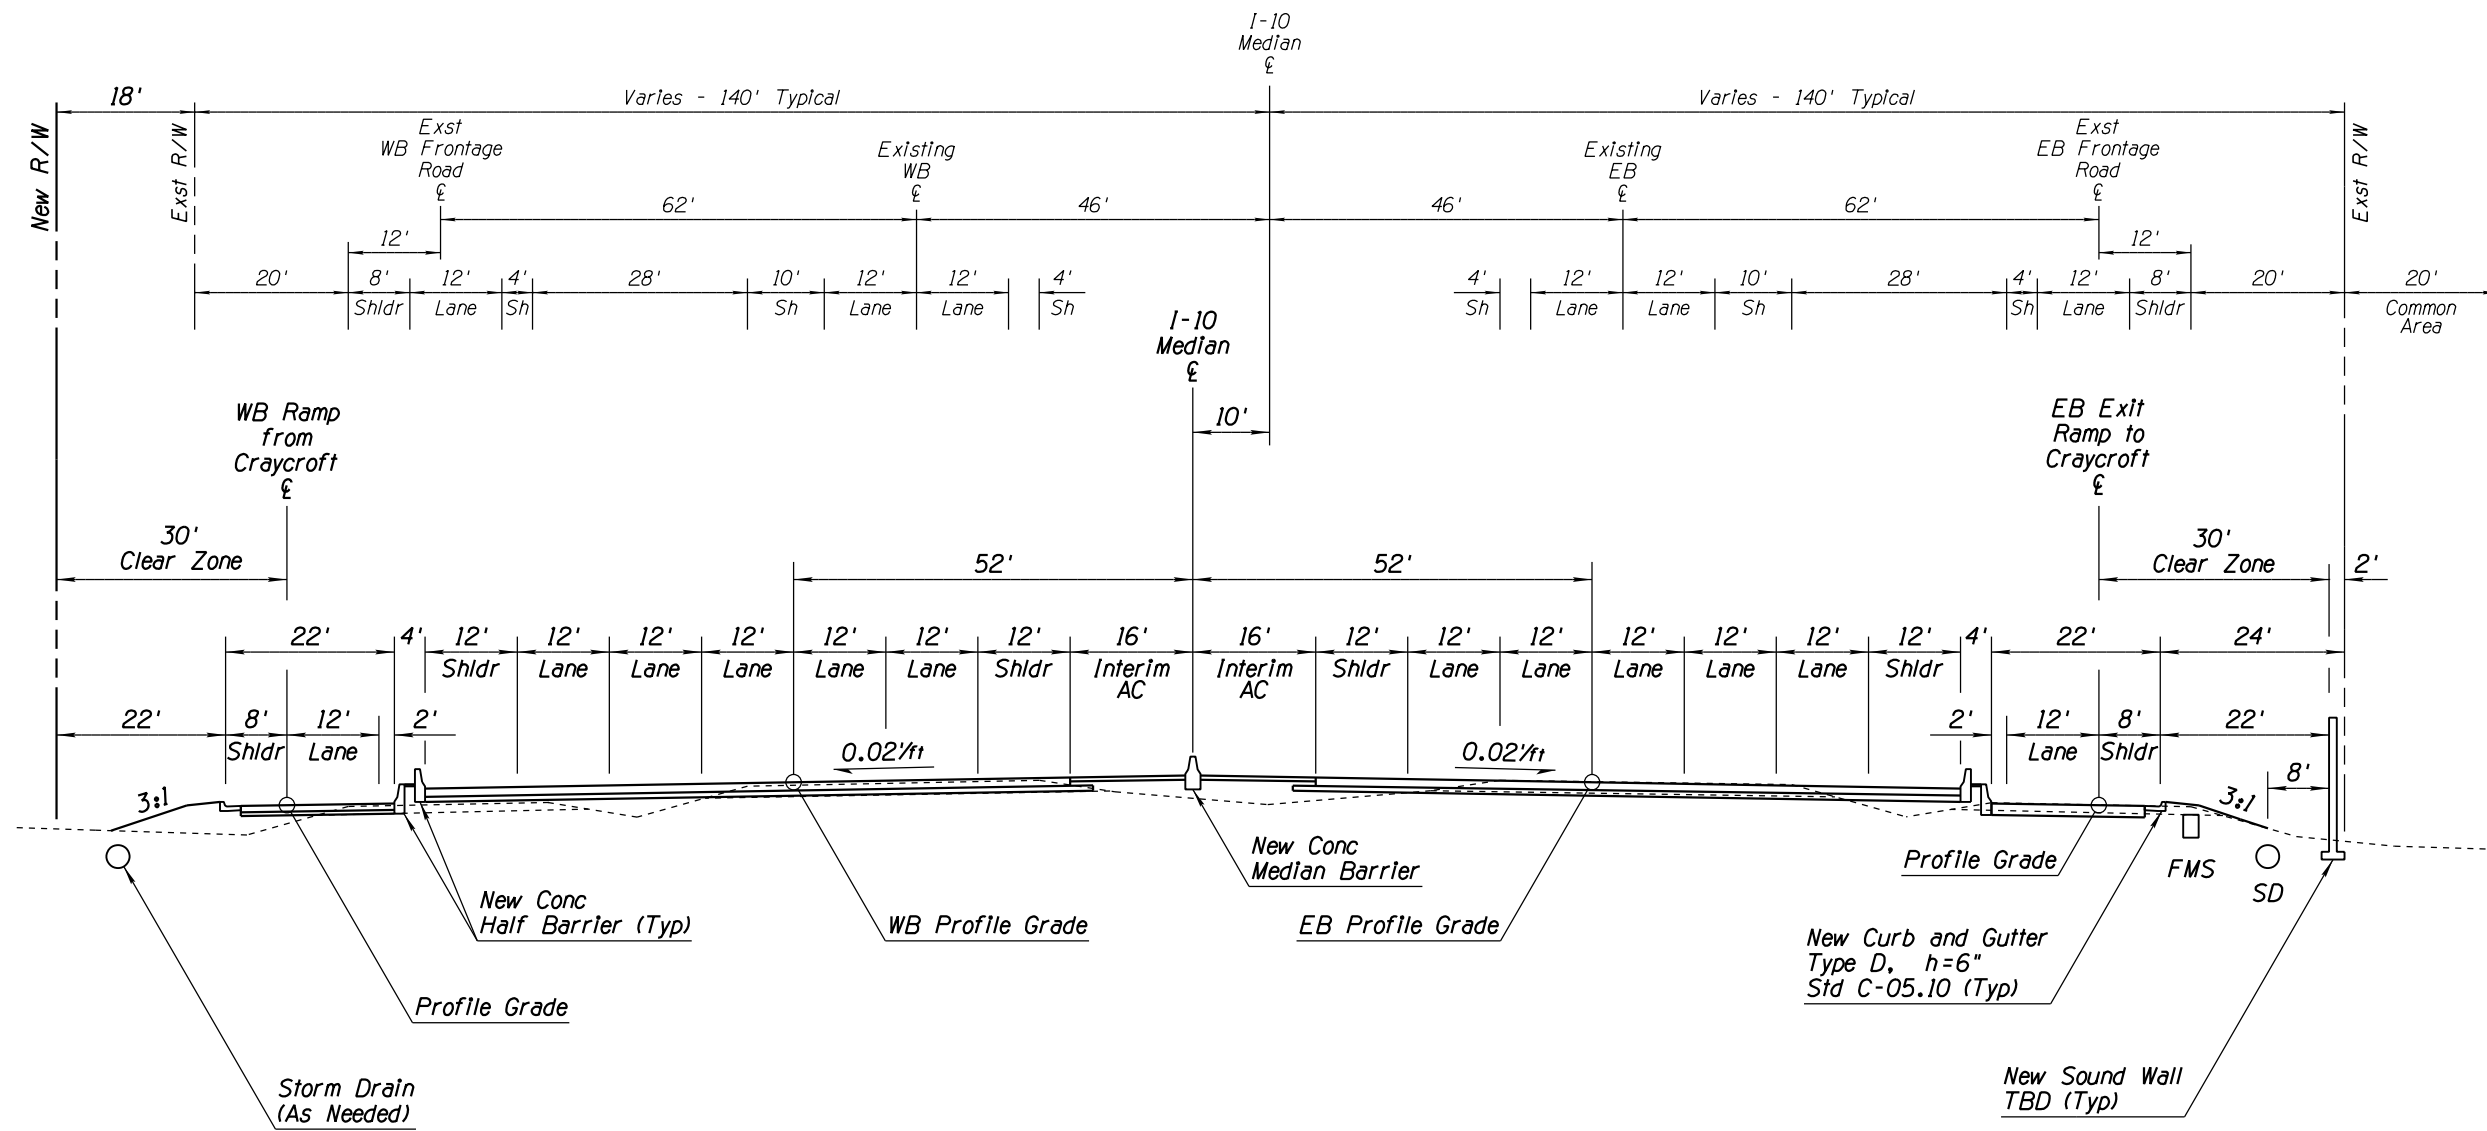 I-10
Median
℄
18'
Varies - 140' Typical
Varies - 140' Typical
New R/W
Exst R/W
Exst
WB Frontage
Road
℄
Existing
WB
℄
Existing
EB
℄
Exst
EB Frontage
Road
℄
Exst R/W
62'
46'
46'
62'
12'
12'
20'
8'
12'
4'
28'
10'
12'
12'
4'
4'
12'
12'
10'
28'
4'
12'
8'
20'
20'
Shldr
Lane
Sh
Sh
Lane
Lane
Sh
Sh
Lane
Lane
Sh
Sh
Lane
Shldr
Common
Area
I-10
Median
℄
10'
WB Ramp
from
Craycroft
℄
EB Exit
Ramp to
Craycroft
℄
30'
Clear Zone
52'
52'
30'
Clear Zone
2'
22'
4'
12'
12'
12'
12'
12'
12'
12'
16'
16'
12'
12'
12'
12'
12'
12'
12'
4'
22'
24'
Shldr
Lane
Lane
Lane
Lane
Lane
Shldr
Interim
AC
Interim
AC
Shldr
Lane
Lane
Lane
Lane
Lane
Shldr
22'
8'
12'
2'
2'
12'
8'
22'
Shldr
Lane
Lane
Shldr
0.02'/ft
0.02'/ft
8'
3:1
3:1
New Conc
Median Barrier
Profile Grade
FMS
SD
New Conc
Half Barrier (Typ)
WB Profile Grade
EB Profile Grade
New Curb and Gutter
Type D, h=6"
Std C-05.10 (Typ)
Profile Grade
Storm Drain
(As Needed)
New Sound Wall
TBD (Typ)